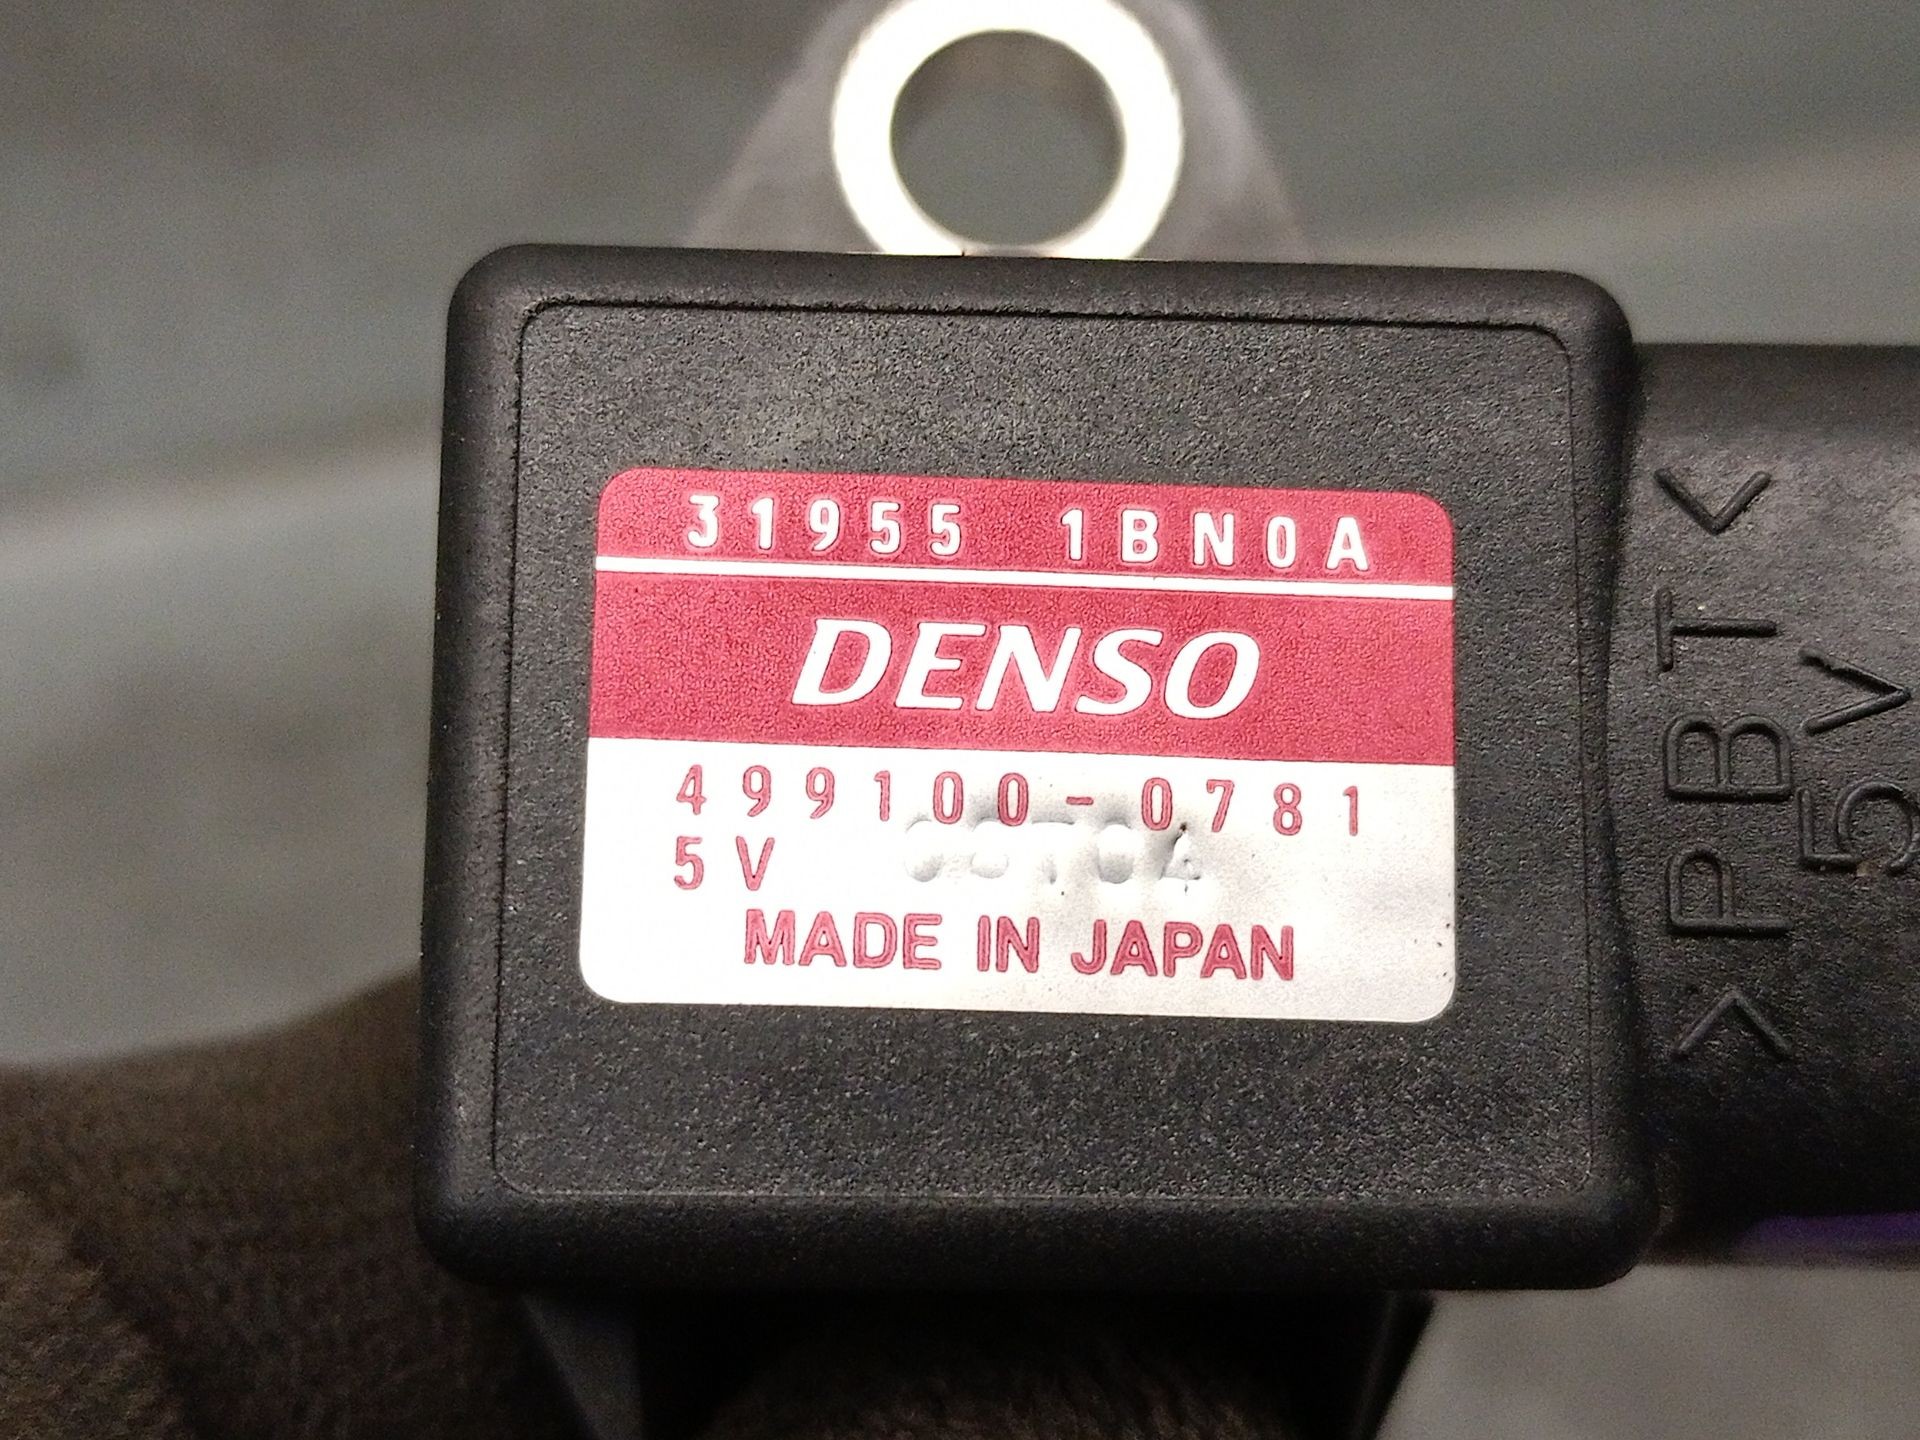 31955 1BN0A
DENSO
499100-0781
5V
MADE IN JAPAN
>PBT<
5V